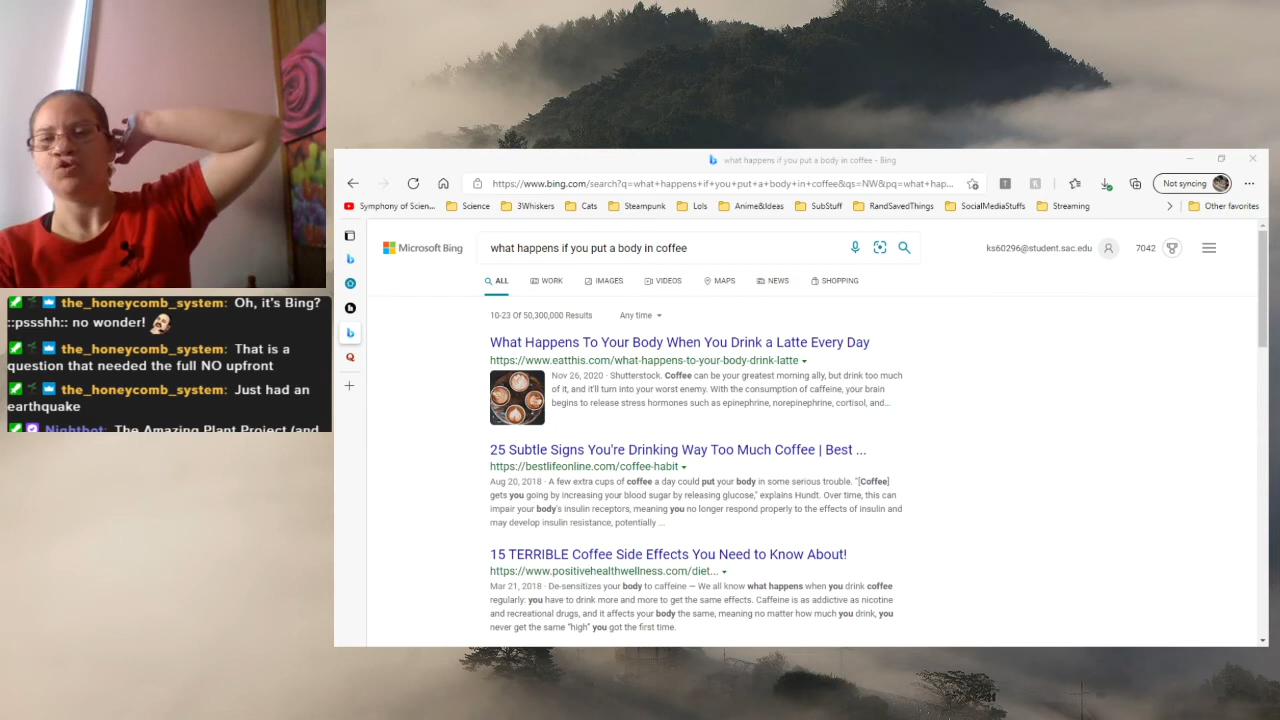 the_honeycomb_system: Oh, it's Bing?
::pssshh:: no wonder!
the_honeycomb_system: That is a
question that needed the full NO upfront
the_honeycomb_system: Just had an
earthquake
Nightbot: The Amazing Plant Project (and
what happens if you put a body in coffee - Bing
https://www.bing.com/search?q=what+happens+if+you+put+a+body+in+coffee&qs=NW&pq=what+hap...
Not syncing
Symphony of Scien... Science 3Whiskers Cats Steampunk Lols Anime&Ideas SubStuff RandSavedThings SocialMediaStuffs Streaming Other favorites
Microsoft Bing
what happens if you put a body in coffee
ks60296@student.sac.edu 7042
ALL WORK IMAGES VIDEOS MAPS NEWS SHOPPING
10-23 Of 50,300,000 Results Any time
What Happens To Your Body When You Drink a Latte Every Day
https://www.eatthis.com/what-happens-to-your-body-drink-latte
Nov 26, 2020 · Shutterstock. Coffee can be your greatest morning ally, but drink too much
of it, and it'll turn into your worst enemy. With the consumption of caffeine, your brain
begins to release stress hormones such as epinephrine, norepinephrine, cortisol, and...
25 Subtle Signs You're Drinking Way Too Much Coffee | Best ...
https://bestlifeonline.com/coffee-habit
Aug 20, 2018 · A few extra cups of coffee a day could put your body in some serious trouble. "[Coffee]
gets you going by increasing your blood sugar by releasing glucose," explains Hundt. Over time, this can
impair your body's insulin receptors, meaning you no longer respond properly to the effects of insulin and
may develop insulin resistance, potentially ...
15 TERRIBLE Coffee Side Effects You Need to Know About!
https://www.positivehealthwellness.com/diet...
Mar 21, 2018 · De-sensitizes your body to caffeine — We all know what happens when you drink coffee
regularly: you have to drink more and more to get the same effects. Caffeine is as addictive as nicotine
and recreational drugs, and it affects your body the same, meaning no matter how much you drink, you
never get the same "high" you got the first time.